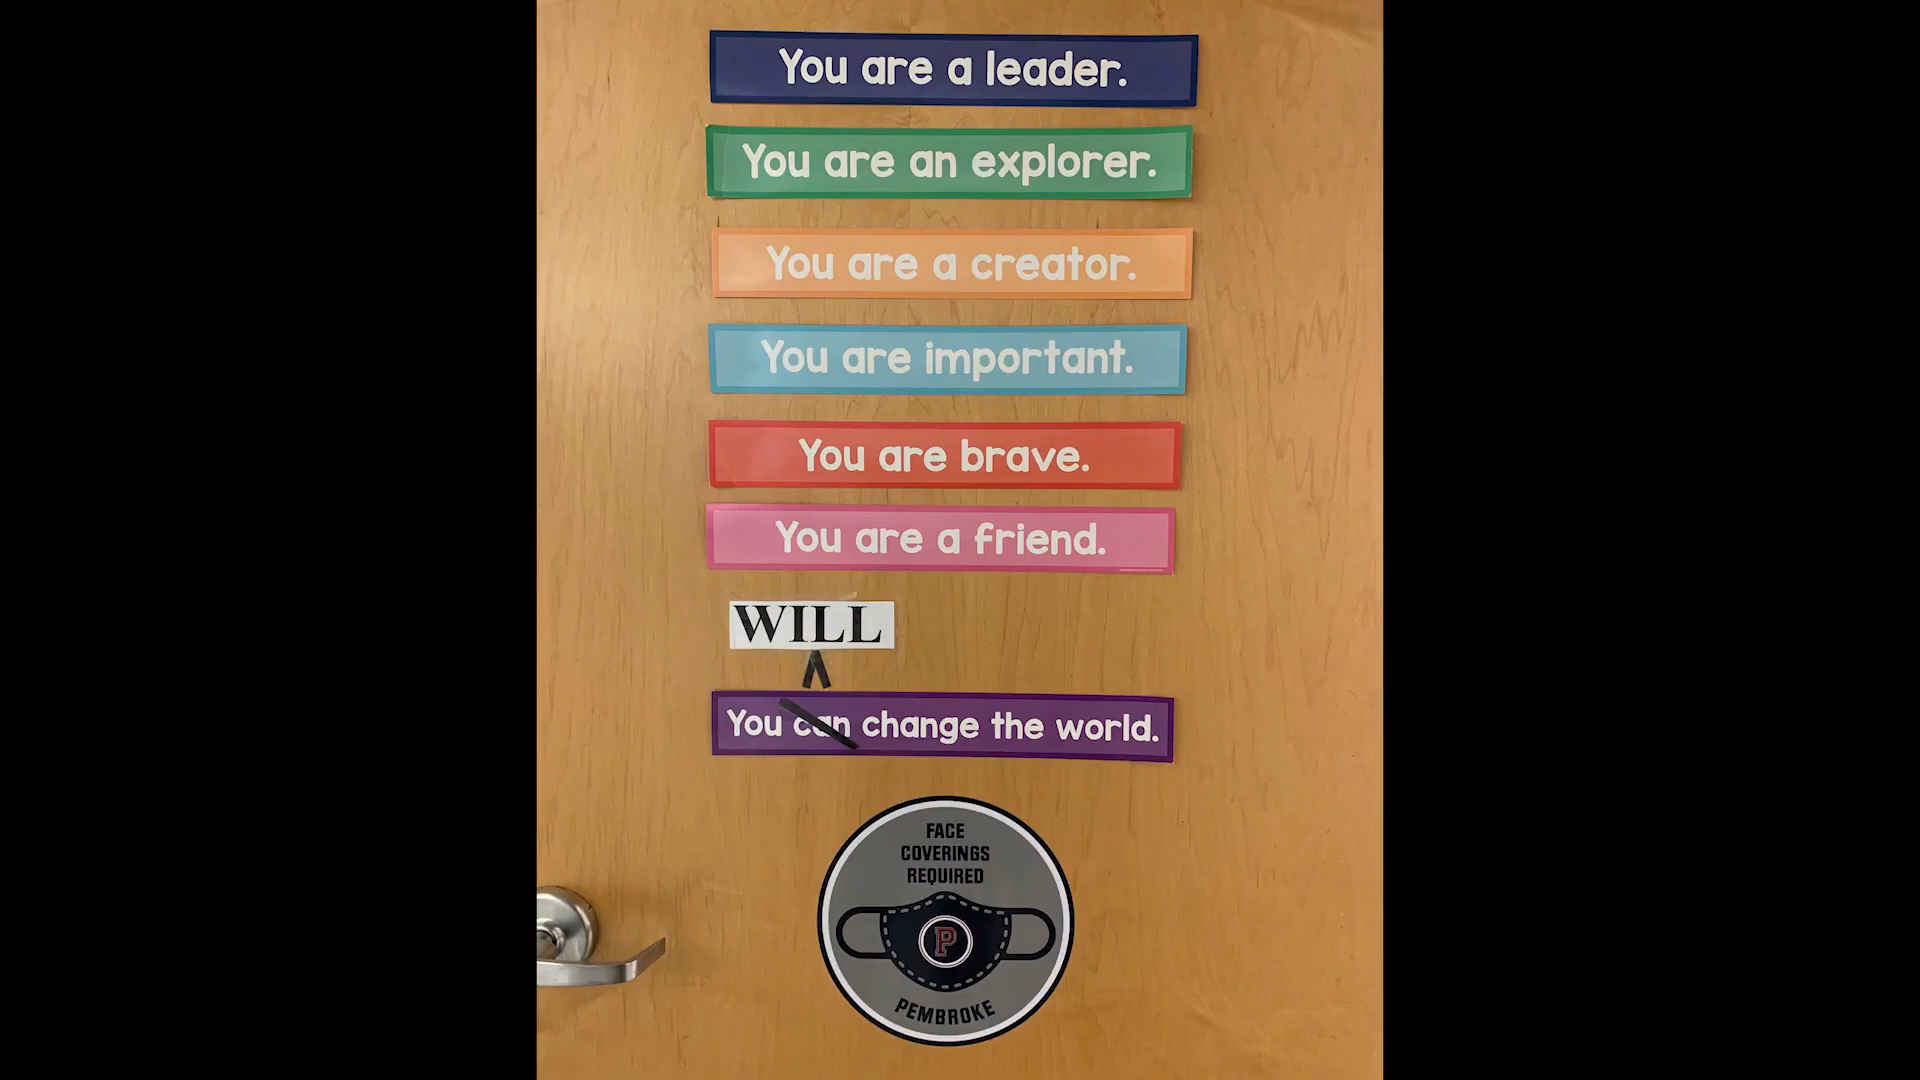 You are a leader.
You are an explorer.
You are a creator.
You are important.
You are brave.
You are a friend.
WILL
You can change the world.
FACE
COVERINGS
REQUIRED
P
PEMBROKE